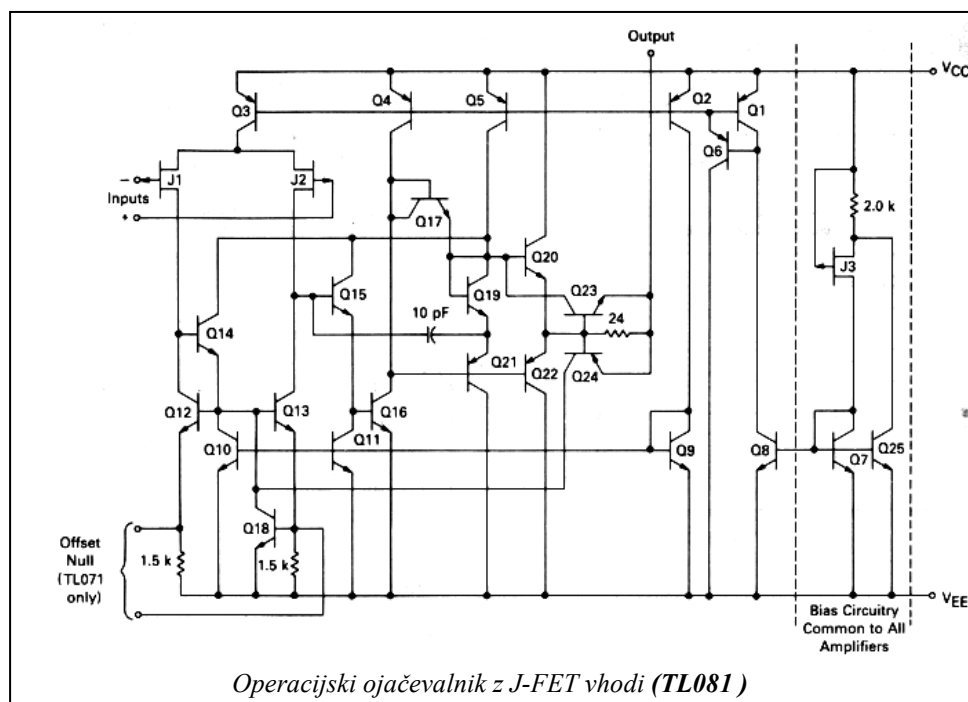 Output
VCC
Q3
Q4
Q5
Q2
Q1
Q6
−
J1
J2
Inputs
+
2.0 k
J3
Q17
Q20
Q15
Q19
Q23
10 pF
24
Q14
Q21
Q22
Q24
Q12
Q13
Q16
Q10
Q11
Q9
Q8
Q7
Q25
Q18
Offset
Null
(TL071
only)
1.5 k
1.5 k
VEE
Bias Circuitry
Common to All
Amplifiers
Operacijski ojačevalnik z J-FET vhodi (TL081 )